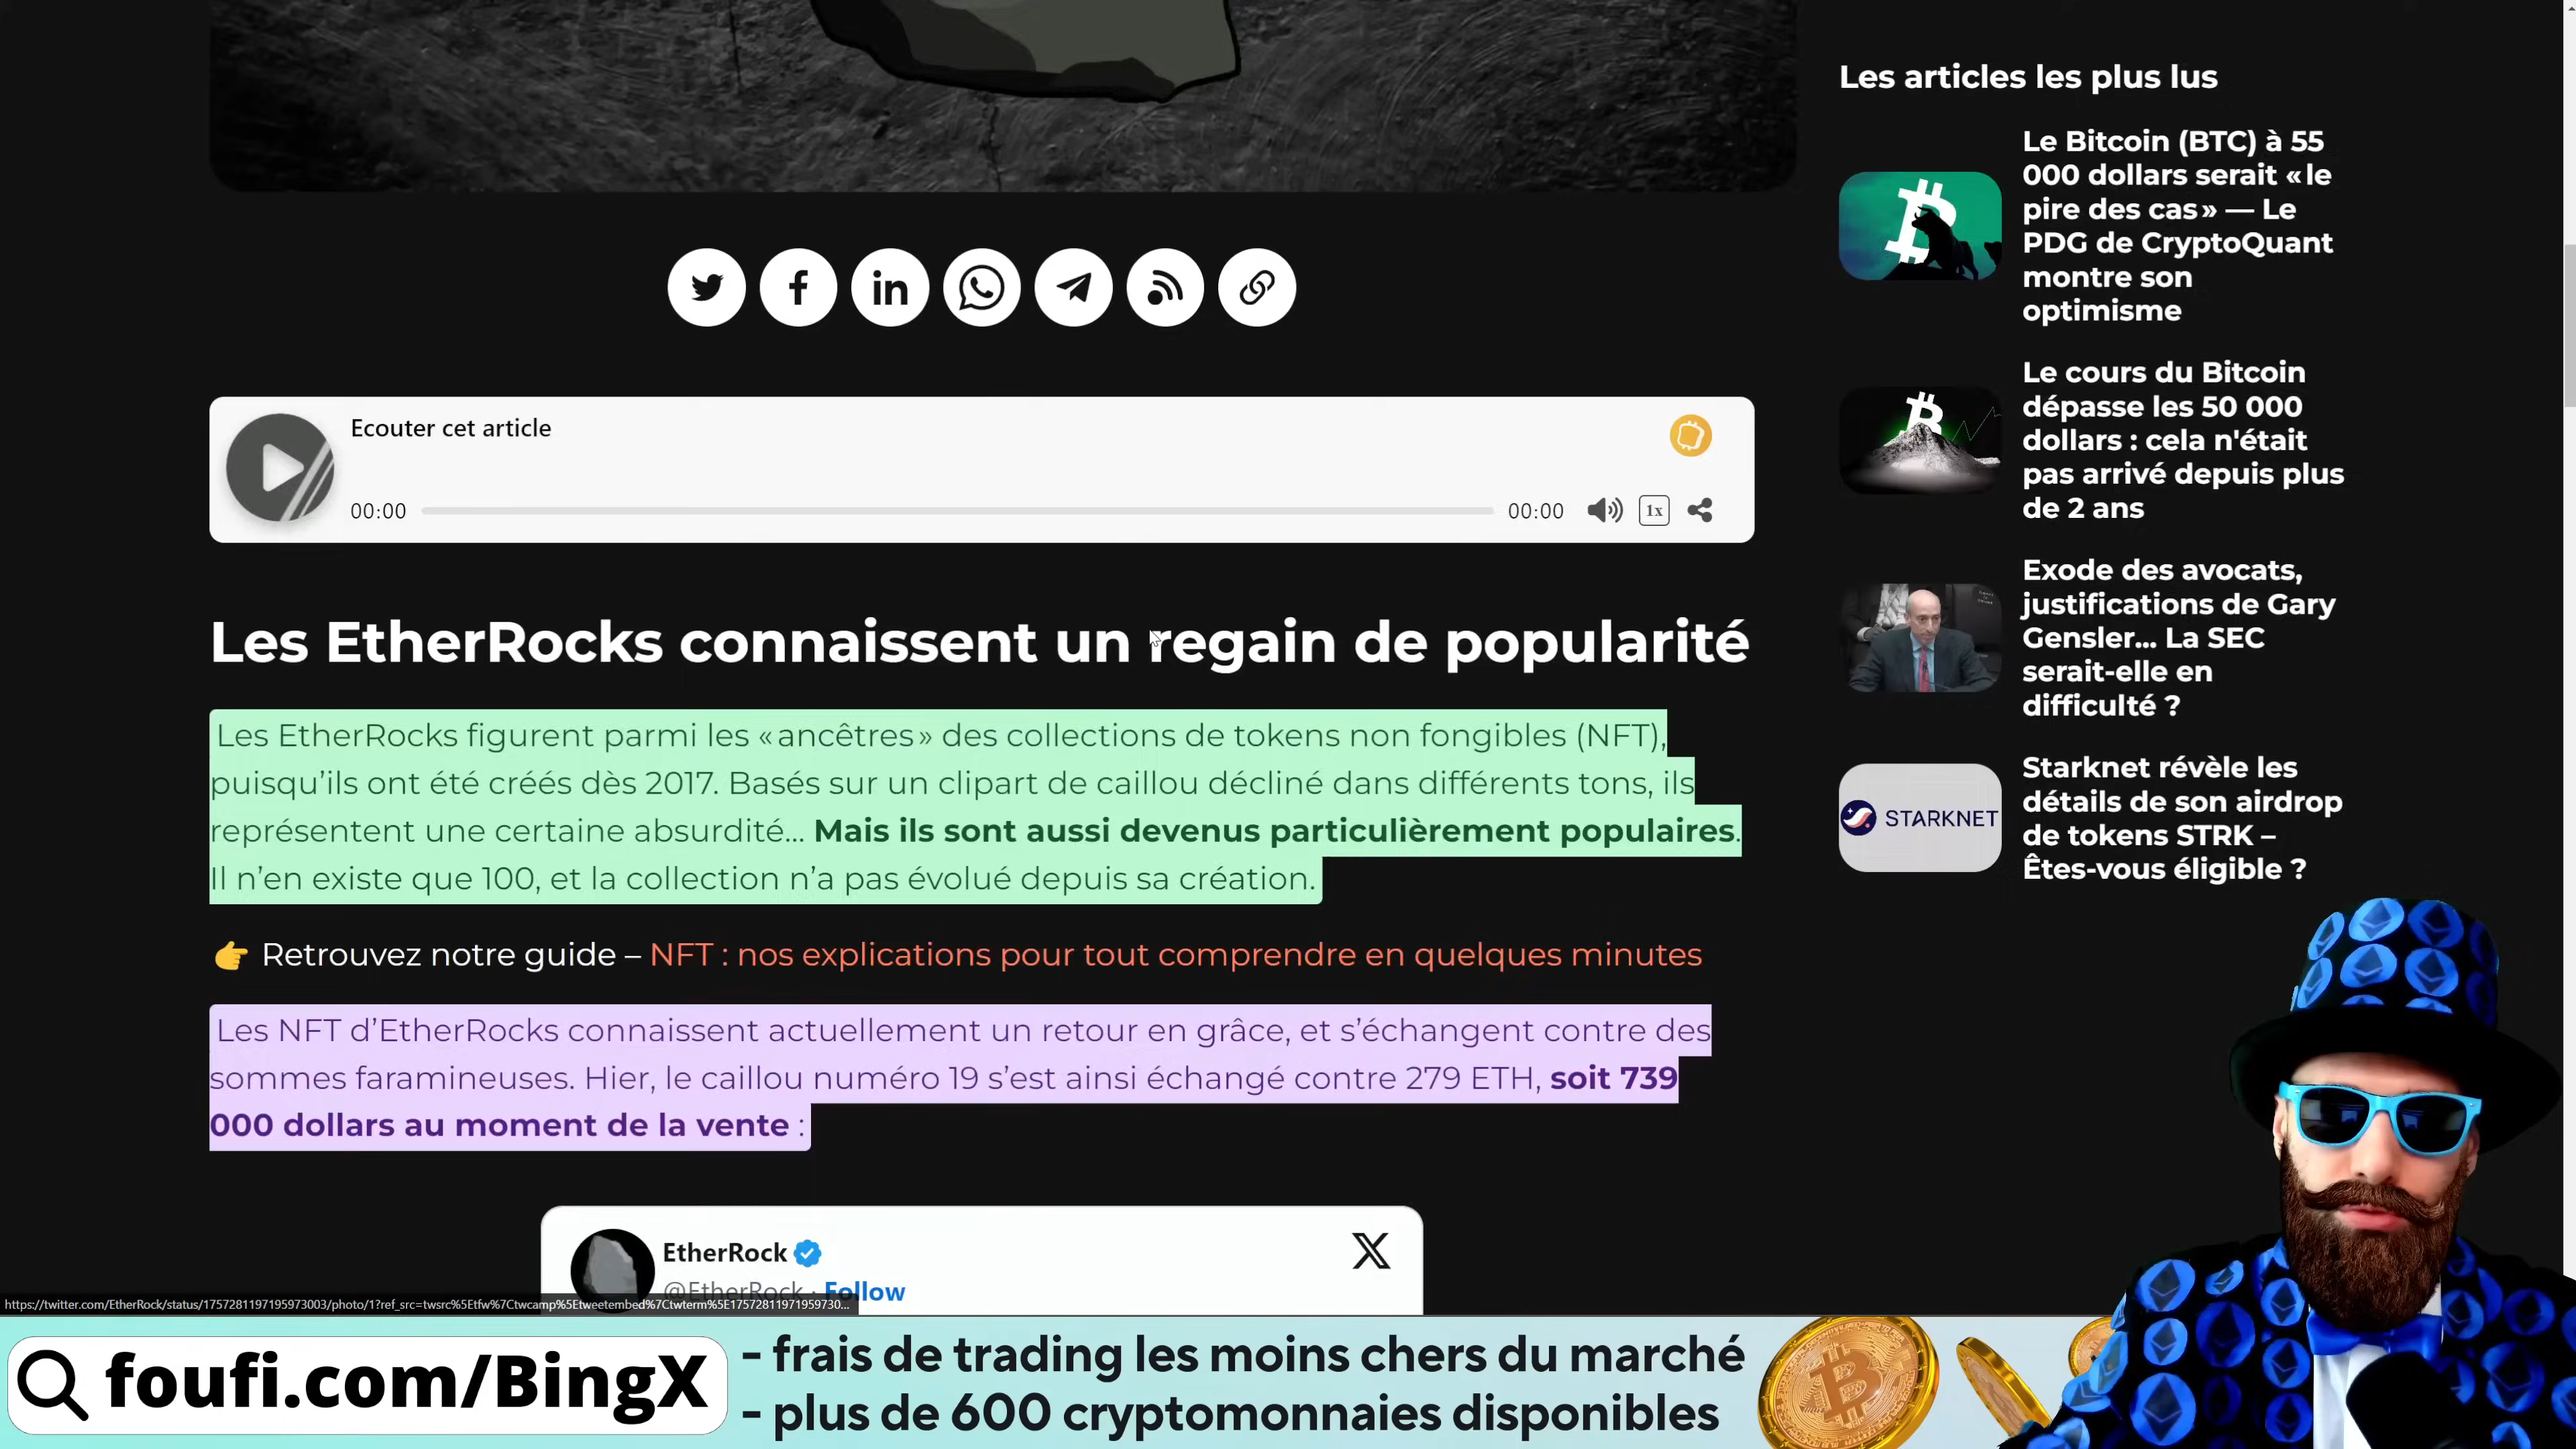 Ecouter cet article
00:00
00:00
1x
Les EtherRocks connaissent un regain de popularité
Les EtherRocks figurent parmi les « ancêtres » des collections de tokens non fongibles (NFT),
puisqu’ils ont été créés dès 2017. Basés sur un clipart de caillou décliné dans différents tons, ils
représentent une certaine absurdité... Mais ils sont aussi devenus particulièrement populaires.
Il n’en existe que 100, et la collection n’a pas évolué depuis sa création.
👉 Retrouvez notre guide – NFT : nos explications pour tout comprendre en quelques minutes
Les NFT d’EtherRocks connaissent actuellement un retour en grâce, et s’échangent contre des
sommes faramineuses. Hier, le caillou numéro 19 s’est ainsi échangé contre 279 ETH, soit 739
000 dollars au moment de la vente :
EtherRock
@EtherRock · Follow
https://twitter.com/EtherRock/status/1757281197195973003/photo/1?ref_src=twsrc%5Etfw%7Ctwcamp%5Etweetembed%7Ctwterm%5E17572811971959730...
Les articles les plus lus
Le Bitcoin (BTC) à 55
000 dollars serait « le
pire des cas » — Le
PDG de CryptoQuant
montre son
optimisme
Le cours du Bitcoin
dépasse les 50 000
dollars : cela n'était
pas arrivé depuis plus
de 2 ans
Exode des avocats,
justifications de Gary
Gensler... La SEC
serait-elle en
difficulté ?
STARKNET
Starknet révèle les
détails de son airdrop
de tokens STRK –
Êtes-vous éligible ?
foufi.com/BingX
- frais de trading les moins chers du marché
- plus de 600 cryptomonnaies disponibles